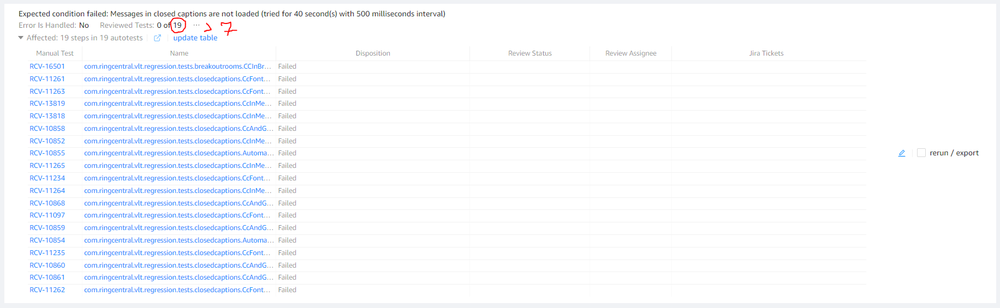 Expected condition failed: Messages in closed captions are not loaded (tried for 40 second(s) with 500 milliseconds interval)
Error Is Handled: No Reviewed Tests: 0 of 19 ... > 7
Affected: 19 steps in 19 autotests update table
Manual Test Name Disposition Review Status Review Assignee Jira Tickets
RCV-16501 com.ringcentral.vlt.regression.tests.breakoutrooms.CCInBr... Failed
RCV-11261 com.ringcentral.vlt.regression.tests.closedcaptions.CcFont... Failed
RCV-11263 com.ringcentral.vlt.regression.tests.closedcaptions.CcFont... Failed
RCV-13819 com.ringcentral.vlt.regression.tests.closedcaptions.CcInMe... Failed
RCV-13818 com.ringcentral.vlt.regression.tests.closedcaptions.CcInMe... Failed
RCV-10858 com.ringcentral.vlt.regression.tests.closedcaptions.CcAndG... Failed
RCV-10852 com.ringcentral.vlt.regression.tests.closedcaptions.CcInMe... Failed
RCV-10855 com.ringcentral.vlt.regression.tests.closedcaptions.Automa... Failed rerun / export
RCV-11265 com.ringcentral.vlt.regression.tests.closedcaptions.CcInMe... Failed
RCV-11234 com.ringcentral.vlt.regression.tests.closedcaptions.CcFont... Failed
RCV-11264 com.ringcentral.vlt.regression.tests.closedcaptions.CcInMe... Failed
RCV-10868 com.ringcentral.vlt.regression.tests.closedcaptions.CcAndG... Failed
RCV-11097 com.ringcentral.vlt.regression.tests.closedcaptions.CcFont... Failed
RCV-10859 com.ringcentral.vlt.regression.tests.closedcaptions.CcAndG... Failed
RCV-10854 com.ringcentral.vlt.regression.tests.closedcaptions.Automa... Failed
RCV-11235 com.ringcentral.vlt.regression.tests.closedcaptions.CcFont... Failed
RCV-10860 com.ringcentral.vlt.regression.tests.closedcaptions.CcAndG... Failed
RCV-10861 com.ringcentral.vlt.regression.tests.closedcaptions.CcAndG... Failed
RCV-11262 com.ringcentral.vlt.regression.tests.closedcaptions.CcFont... Failed